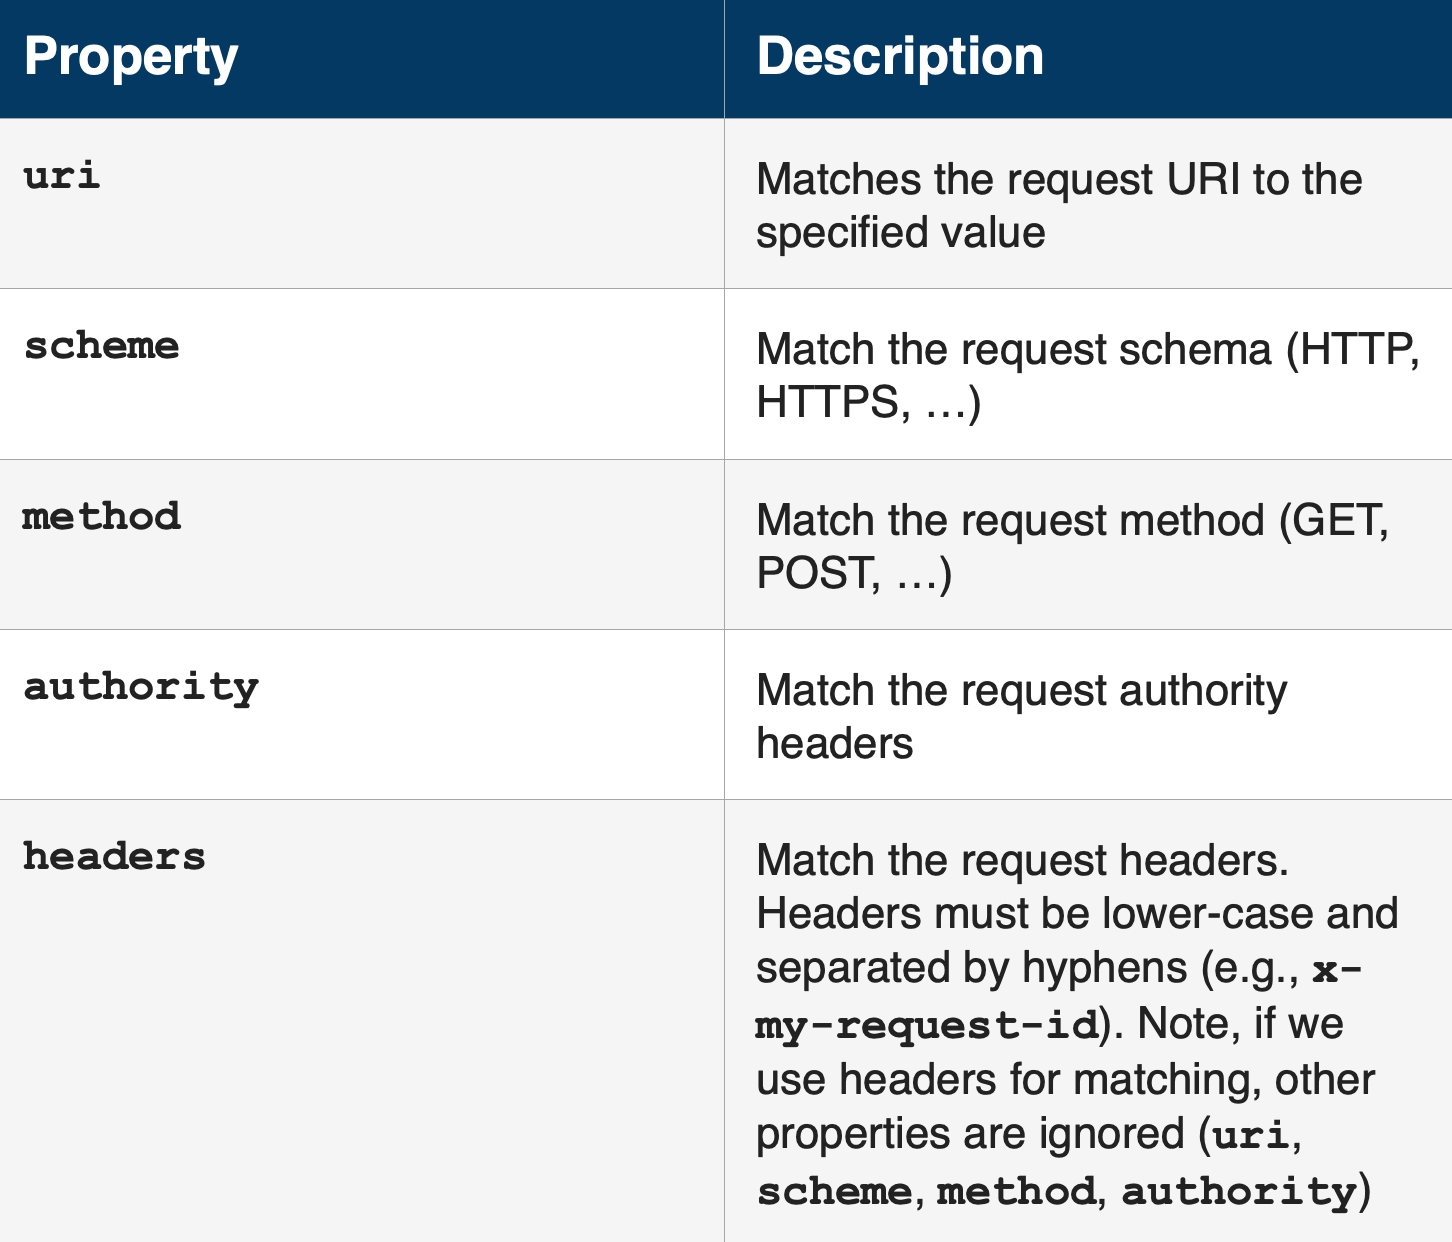 Property
Description
uri
Matches the request URI to the
specified value
scheme
Match the request schema (HTTP,
HTTPS, …)
method
Match the request method (GET,
POST, …)
authority
Match the request authority
headers
headers
Match the request headers.
Headers must be lower-case and
separated by hyphens (e.g., x-
my-request-id). Note, if we
use headers for matching, other
properties are ignored (uri,
scheme, method, authority)